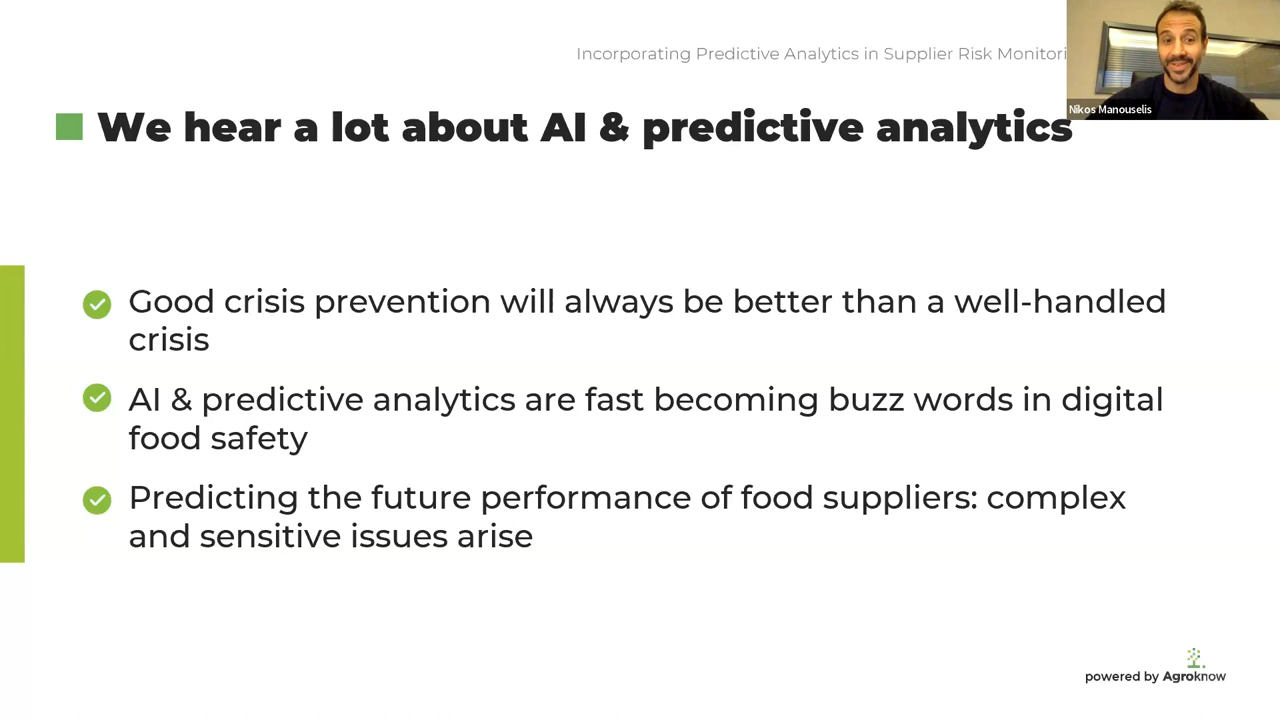 Incorporating Predictive Analytics in Supplier Risk
Nikos Manouselis
We hear a lot about AI & predictive analytics
Good crisis prevention will always be better than a well-handled
crisis
AI & predictive analytics are fast becoming buzz words in digital
food safety
Predicting the future performance of food suppliers: complex
and sensitive issues arise
powered by Agroknow